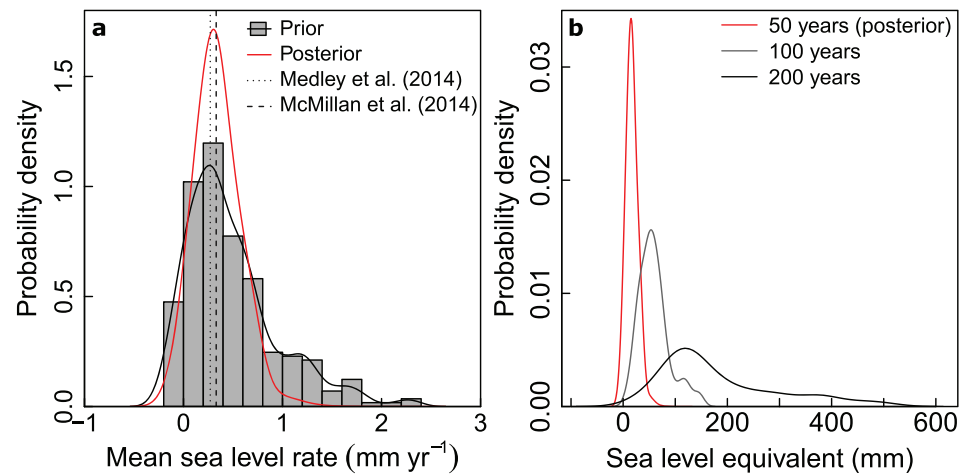 a
Prior
Posterior
Medley et al. (2014)
McMillan et al. (2014)
Probability density
0.0
0.5
1.0
1.5
−1
0
1
2
3
Mean sea level rate (mm yr⁻¹)
b
50 years (posterior)
100 years
200 years
Probability density
0.00
0.01
0.02
0.03
0
200
400
600
Sea level equivalent (mm)